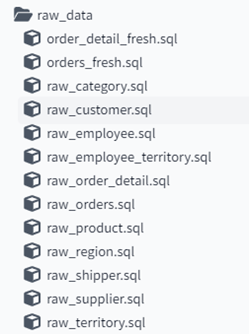 raw_data
order_detail_fresh.sql
orders_fresh.sql
raw_category.sql
raw_customer.sql
raw_employee.sql
raw_employee_territory.sql
raw_order_detail.sql
raw_orders.sql
raw_product.sql
raw_region.sql
raw_shipper.sql
raw_supplier.sql
raw_territory.sql